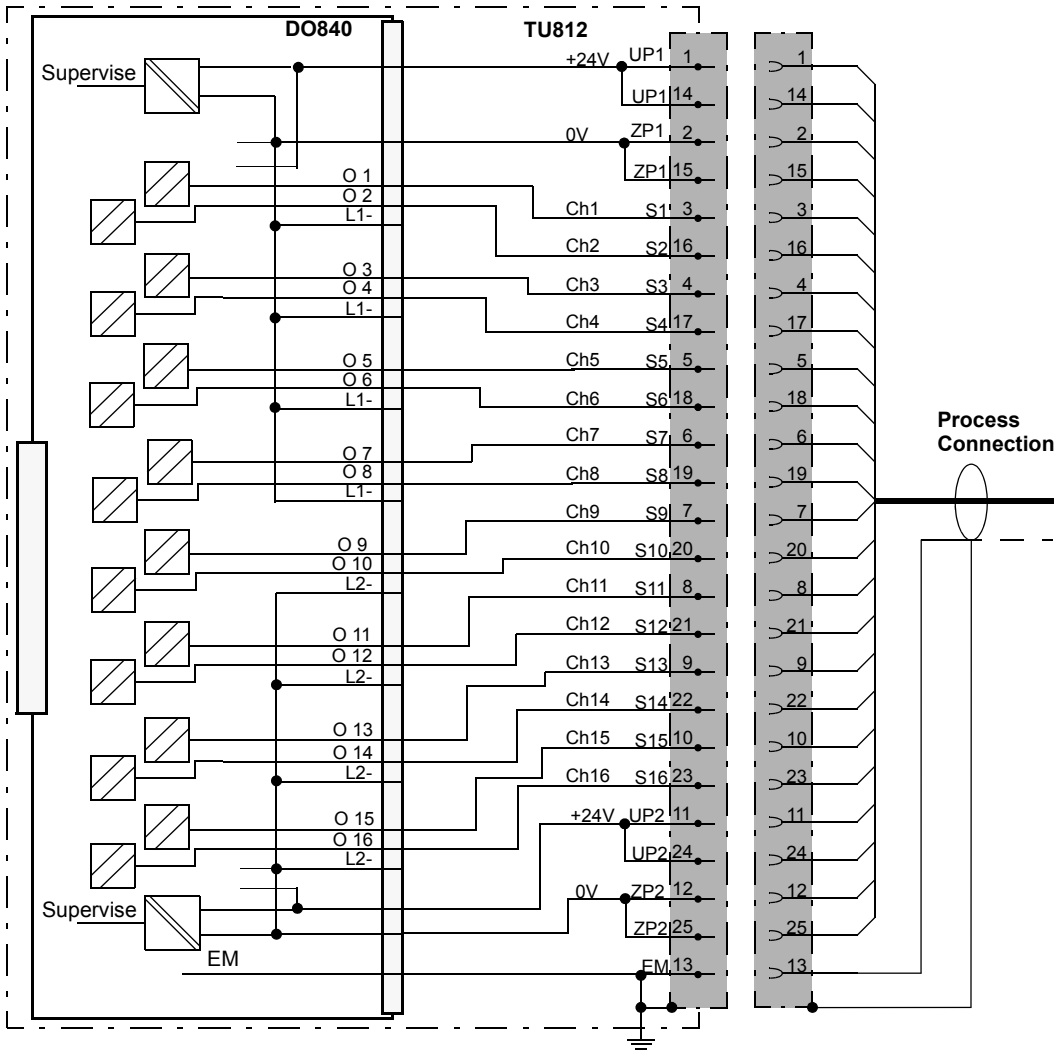 DO840 TU812
Supervise
+24V UP1 1 1
UP1 14 14
0V ZP1 2 2
ZP1 15 15
O 1
O 2
L1-
Ch1 S1 3 3
Ch2 S2 16 16
O 3
O 4
L1-
Ch3 S3 4 4
Ch4 S4 17 17
O 5
O 6
L1-
Ch5 S5 5 5
Ch6 S6 18 18
Process
Connection
O 7
O 8
L1-
Ch7 S7 6 6
Ch8 S8 19 19
O 9
O 10
L2-
Ch9 S9 7 7
Ch10 S10 20 20
O 11
O 12
L2-
Ch11 S11 8 8
Ch12 S12 21 21
O 13
O 14
L2-
Ch13 S13 9 9
Ch14 S14 22 22
O 15
O 16
L2-
Ch15 S15 10 10
Ch16 S16 23 23
+24V UP2 11 11
UP2 24 24
Supervise
0V ZP2 12 12
ZP2 25 25
EM
EM 13 13